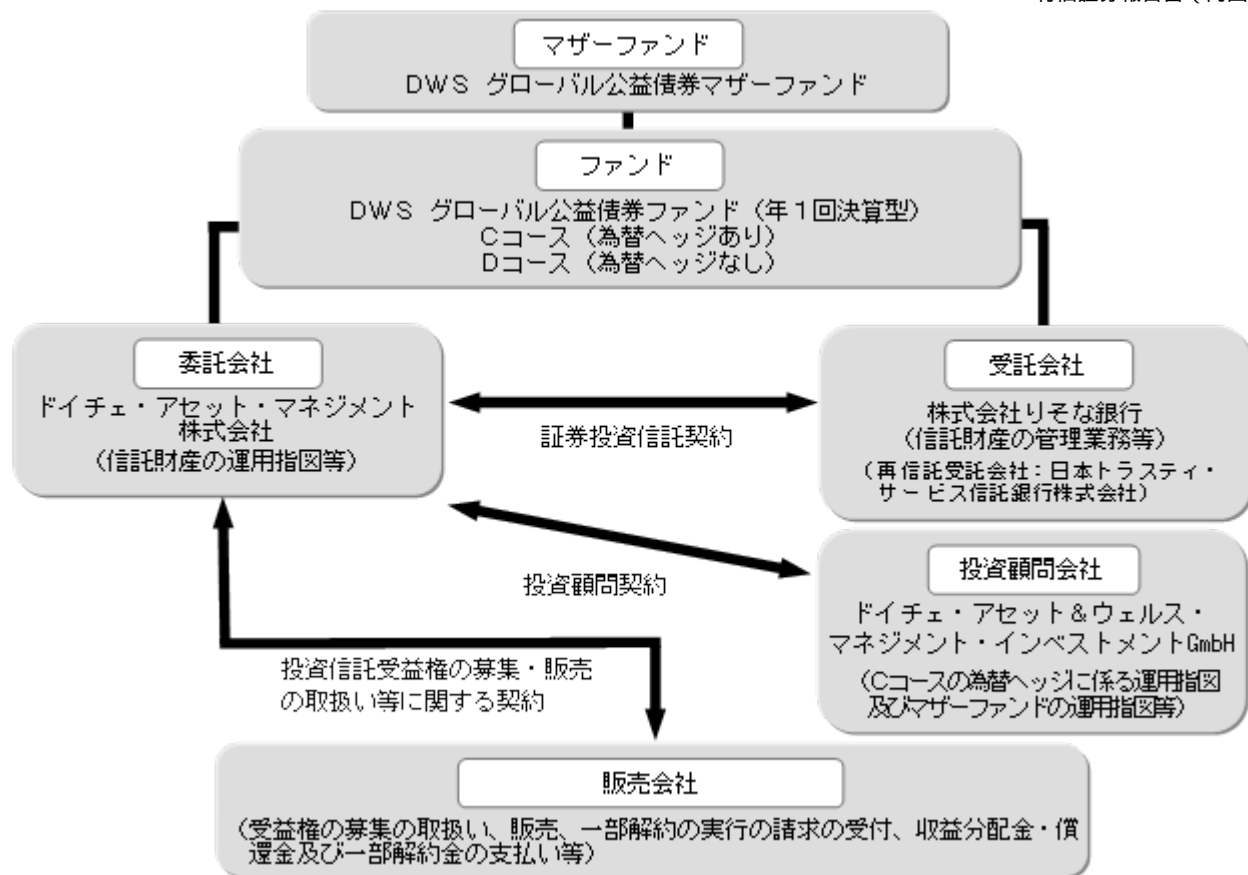 マザーファンド
DWS グローバル公益債券マザーファンド
ファンド
DWS グローバル公益債券ファンド（年１回決算型）
Cコース（為替ヘッジあり）
Dコース（為替ヘッジなし）
委託会社
ドイチェ・アセット・マネジメント
株式会社
（信託財産の運用指図等）
証券投資信託契約
受託会社
株式会社りそな銀行
（信託財産の管理業務等）
（再信託受託会社：日本トラスティ・
サービス信託銀行株式会社）
投資顧問契約
投資顧問会社
ドイチェ・アセット＆ウェルス・
マネジメント・インベストメントGmbH
（Cコースの為替ヘッジに係る運用指図
及びマザーファンドの運用指図等）
投資信託受益権の募集・販売
の取扱い等に関する契約
販売会社
（受益権の募集の取扱い、販売、一部解約の実行の請求の受付、収益分配金・償
還金及び一部解約金の支払い等）